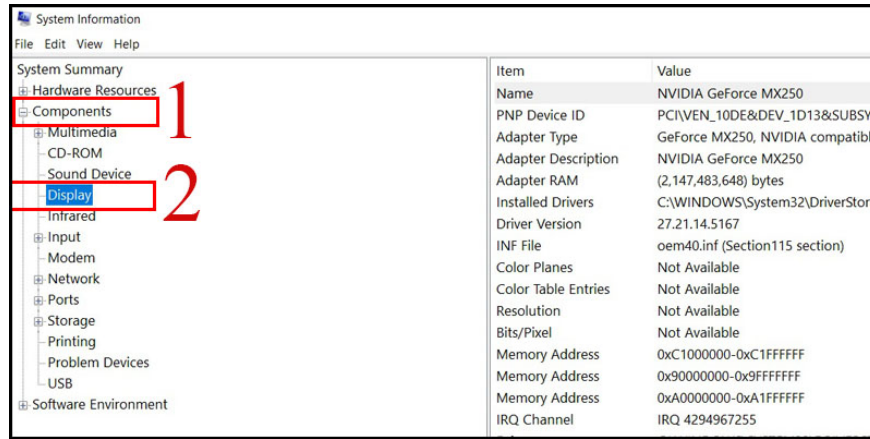 System Information
File Edit View Help
System Summary
Hardware Resources
Components
Multimedia
CD-ROM
Sound Device
Display
Infrared
Input
Modem
Network
Ports
Storage
Printing
Problem Devices
USB
Software Environment
1
2
Item Value
Name NVIDIA GeForce MX250
PNP Device ID PCI\VEN_10DE&DEV_1D13&SUBSY
Adapter Type GeForce MX250, NVIDIA compatibl
Adapter Description NVIDIA GeForce MX250
Adapter RAM (2,147,483,648) bytes
Installed Drivers C:\WINDOWS\System32\DriverStor
Driver Version 27.21.14.5167
INF File oem40.inf (Section115 section)
Color Planes Not Available
Color Table Entries Not Available
Resolution Not Available
Bits/Pixel Not Available
Memory Address 0xC1000000-0xC1FFFFFF
Memory Address 0x90000000-0x9FFFFFFF
Memory Address 0xA0000000-0xA1FFFFFF
IRQ Channel IRQ 4294967255